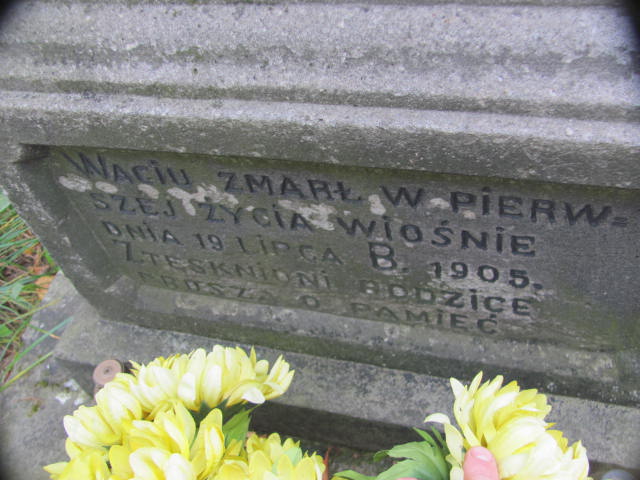 WACIU ZMARŁ W PIERW=
SZEJ ŻYCIA WIOŚNIE
DNIA 19 LIPCA B. 1905.
ZTĘSKNIONI RODZICE
PROSZĄ O PAMIĘĆ